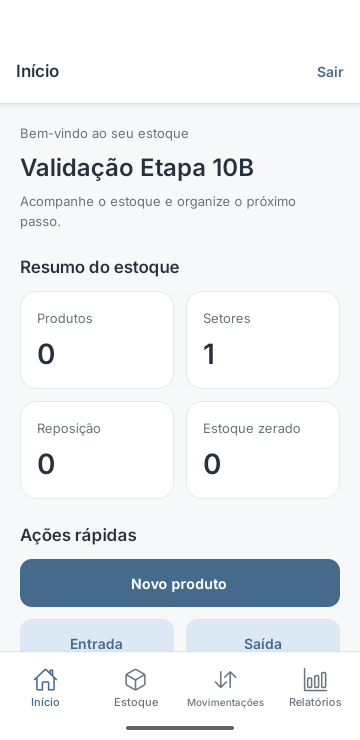 Início
Sair
Bem-vindo ao seu estoque
Validação Etapa 10B
Acompanhe o estoque e organize o próximo
passo.
Resumo do estoque
Produtos
0
Setores
1
Reposição
0
Estoque zerado
0
Ações rápidas
Novo produto
Entrada
Saída
Início
Estoque
Movimentações
Relatórios